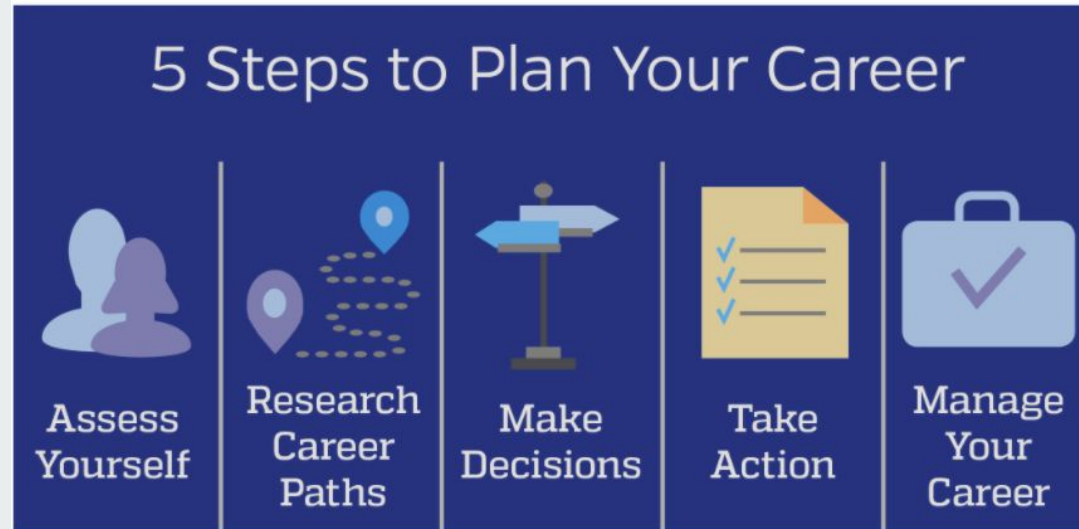 5 Steps to Plan Your Career
Assess
Yourself
Research
Career
Paths
Make
Decisions
Take
Action
Manage
Your
Career